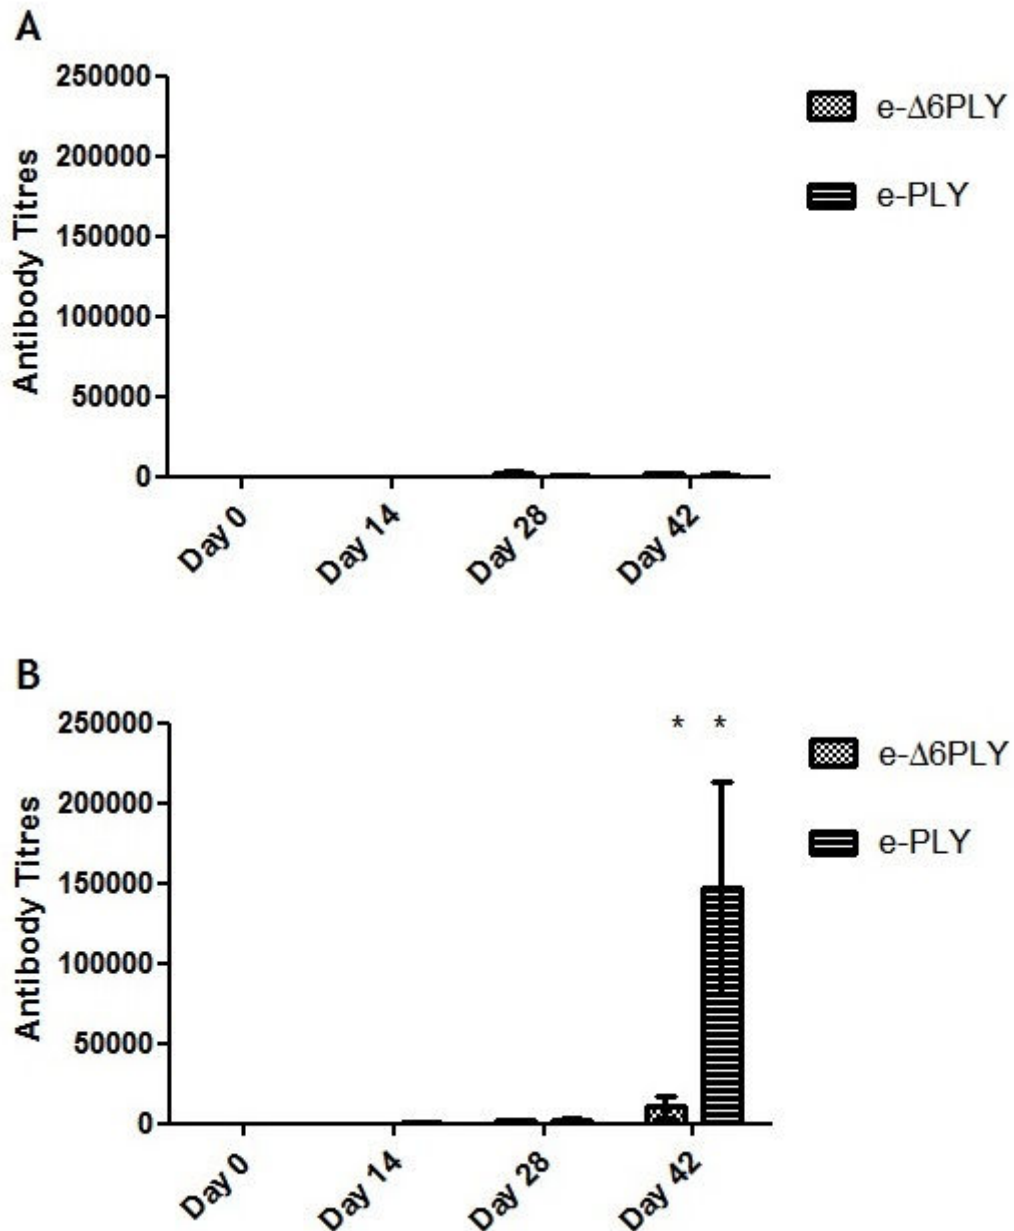 A
250000
200000
150000
100000
50000
0
Antibody Titres
Day 0
Day 14
Day 28
Day 42
e-Δ6PLY
e-PLY
B
250000
200000
150000
100000
50000
0
Antibody Titres
* *
Day 0
Day 14
Day 28
Day 42
e-Δ6PLY
e-PLY